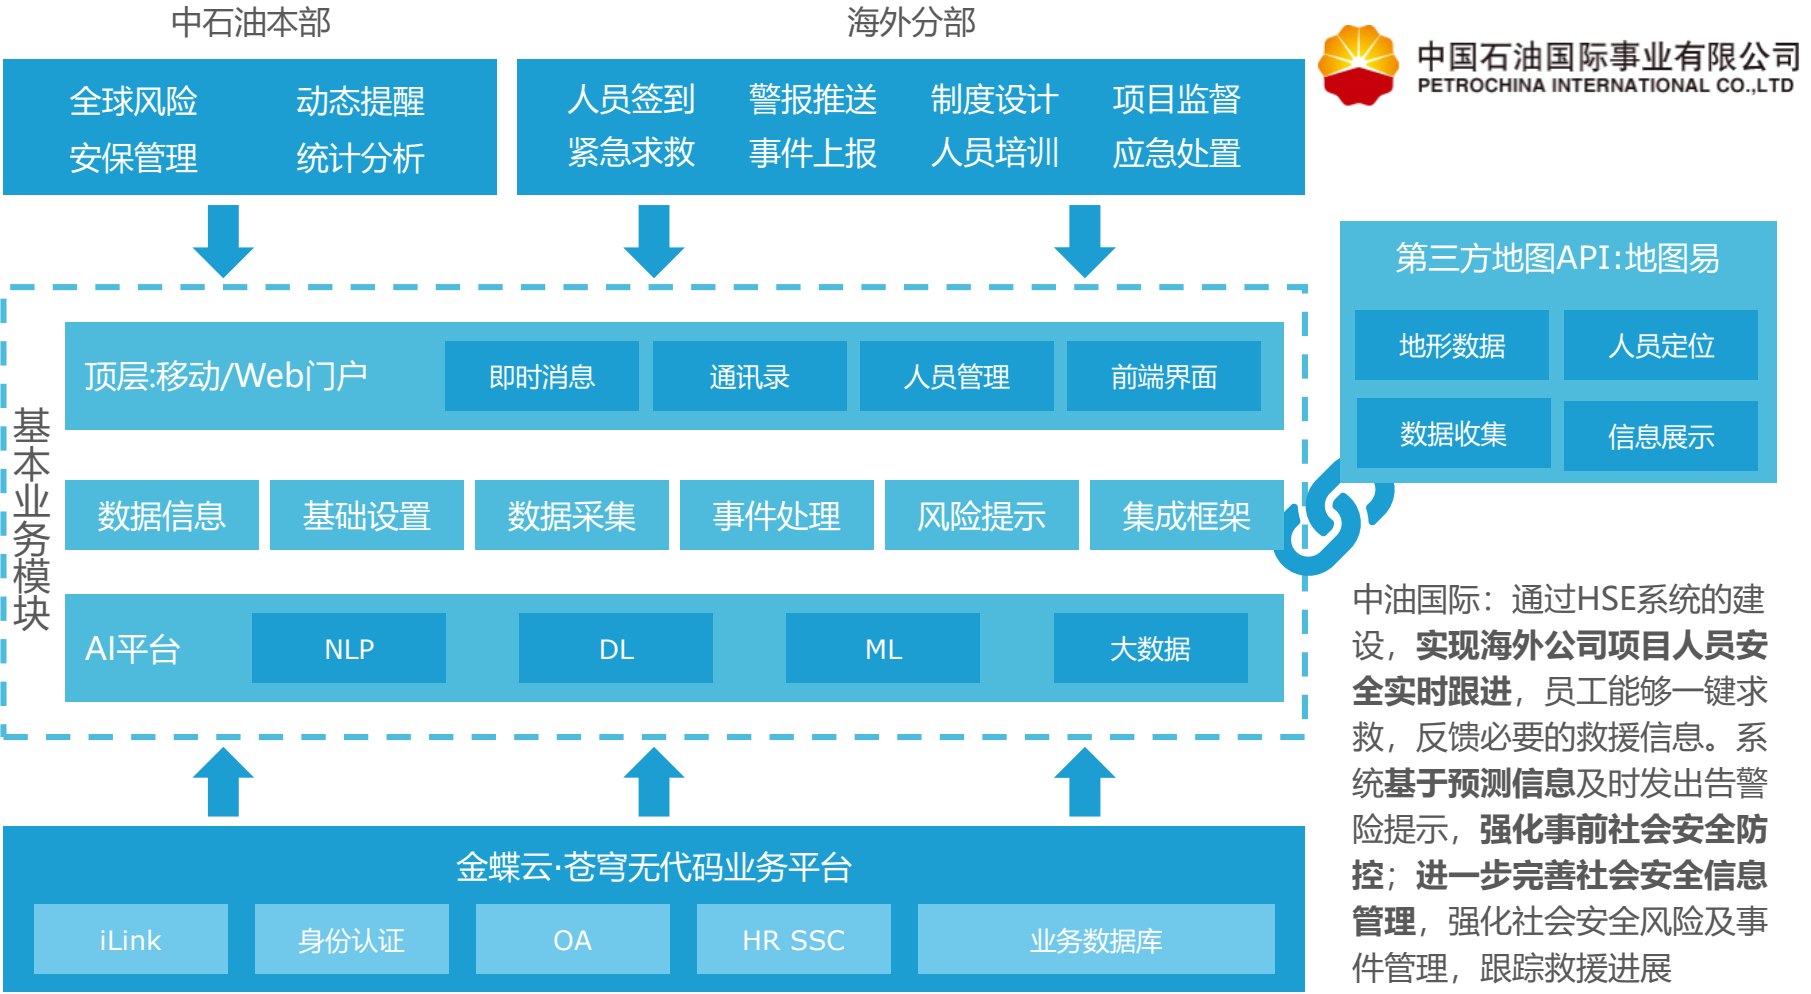 中石油本部
海外分部
中国石油国际事业有限公司
PETROCHINA INTERNATIONAL CO.,LTD
全球风险
动态提醒
安保管理
统计分析
人员签到
警报推送
制度设计
项目监督
紧急求救
事件上报
人员培训
应急处置
第三方地图API:地图易
地形数据
人员定位
数据收集
信息展示
基本业务模块
顶层:移动/Web门户
即时消息
通讯录
人员管理
前端界面
数据信息
基础设置
数据采集
事件处理
风险提示
集成框架
AI平台
NLP
DL
ML
大数据
金蝶云·苍穹无代码业务平台
iLink
身份认证
OA
HR SSC
业务数据库
中油国际：通过HSE系统的建
设，实现海外公司项目人员安
全实时跟进，员工能够一键求
救，反馈必要的救援信息。系
统基于预测信息及时发出告警
险提示，强化事前社会安全防
控；进一步完善社会安全信息
管理，强化社会安全风险及事
件管理，跟踪救援进展